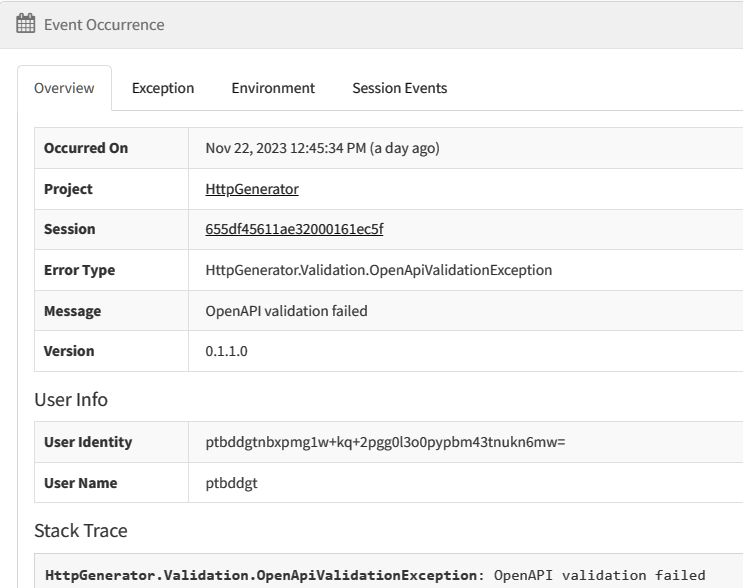 Event Occurrence
Overview Exception Environment Session Events
Occurred On Nov 22, 2023 12:45:34 PM (a day ago)
Project HttpGenerator
Session 655df45611ae32000161ec5f
Error Type HttpGenerator.Validation.OpenApiValidationException
Message OpenAPI validation failed
Version 0.1.1.0
User Info
User Identity ptbddgtnbxpmg1w+kq+2pgg0l3o0pypbm43tnukn6mw=
User Name ptbddgt
Stack Trace
HttpGenerator.Validation.OpenApiValidationException: OpenAPI validation failed